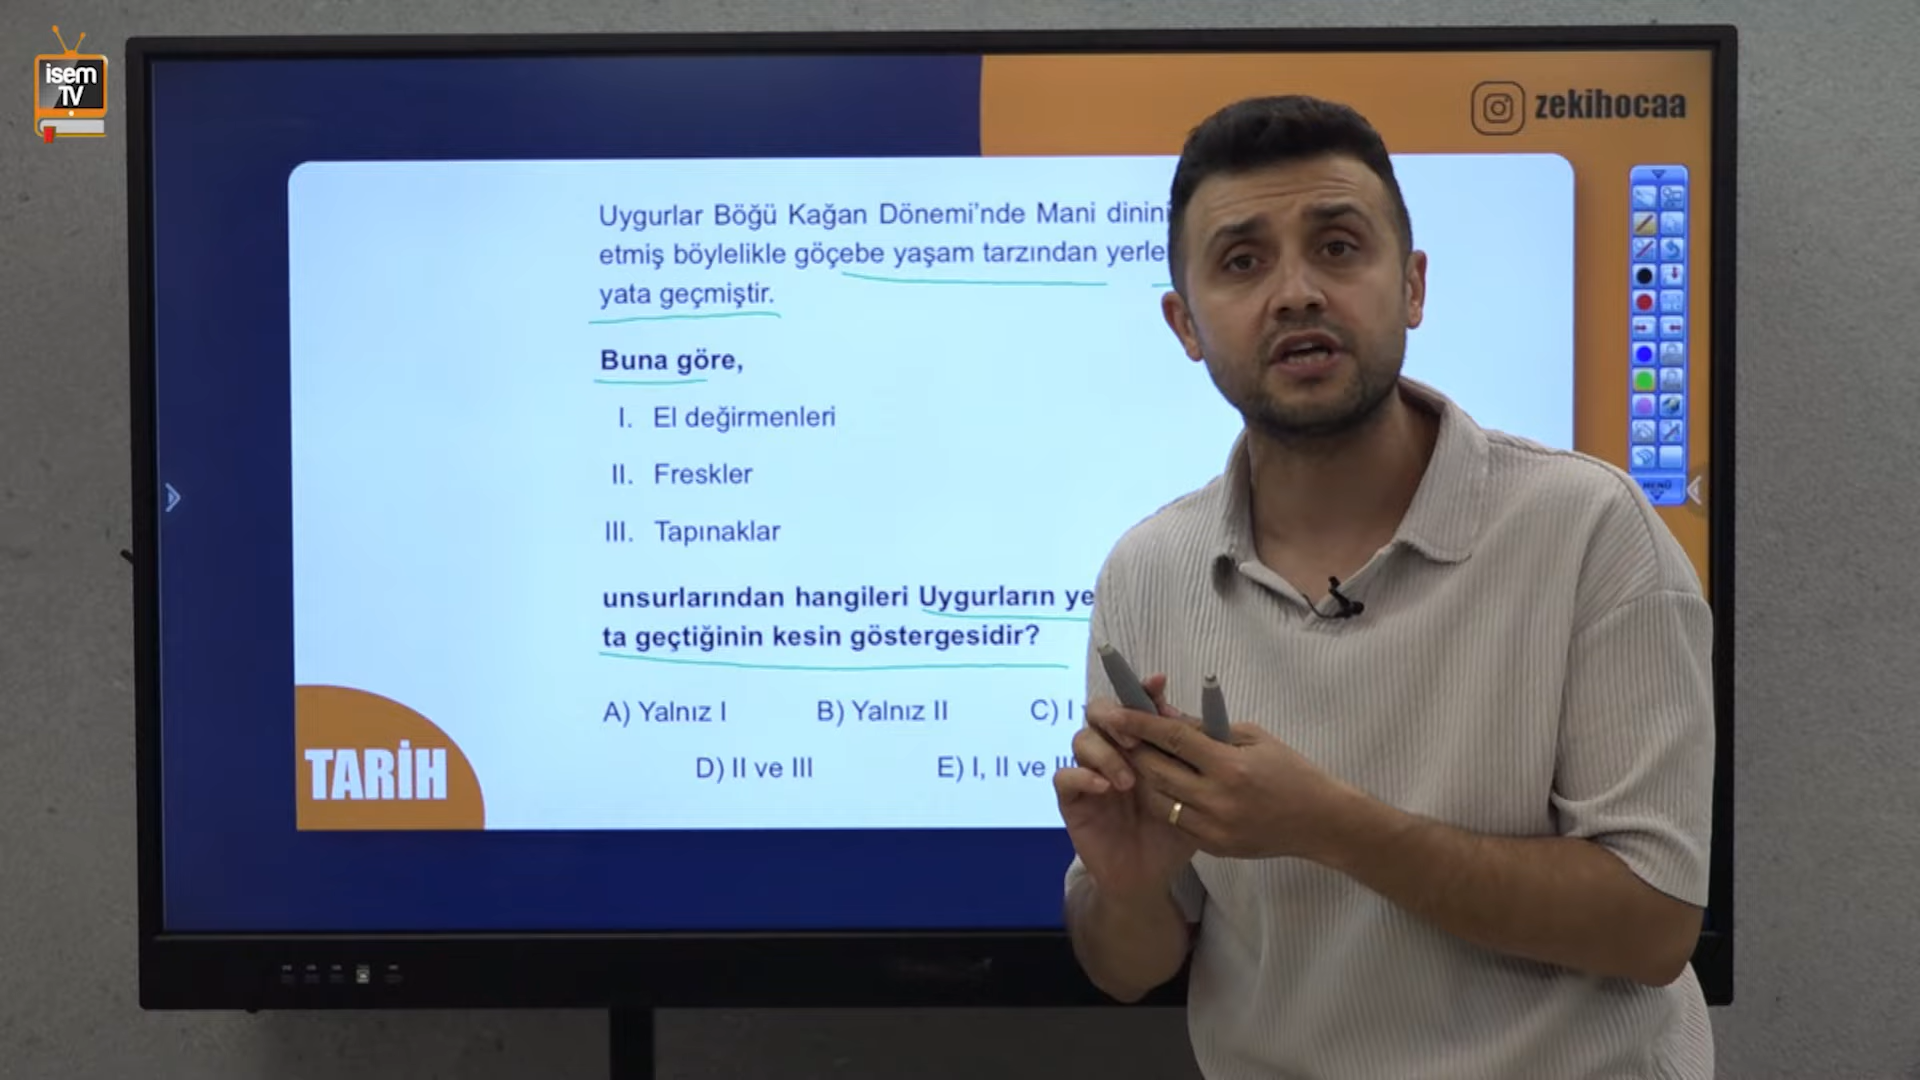 isem
TV
zekihocaa
Uygurlar Böğü Kağan Dönemi'nde Mani dinini
etmiş böylelikle göçebe yaşam tarzından yerle
yata geçmiştir.
Buna göre,
I. El değirmenleri
II. Freskler
III. Tapınaklar
unsurlarından hangileri Uygurların ye
ta geçtiğinin kesin göstergesidir?
A) Yalnız I
B) Yalnız II
C) I
D) II ve III
E) I, II ve III
TARİH
MENÜ